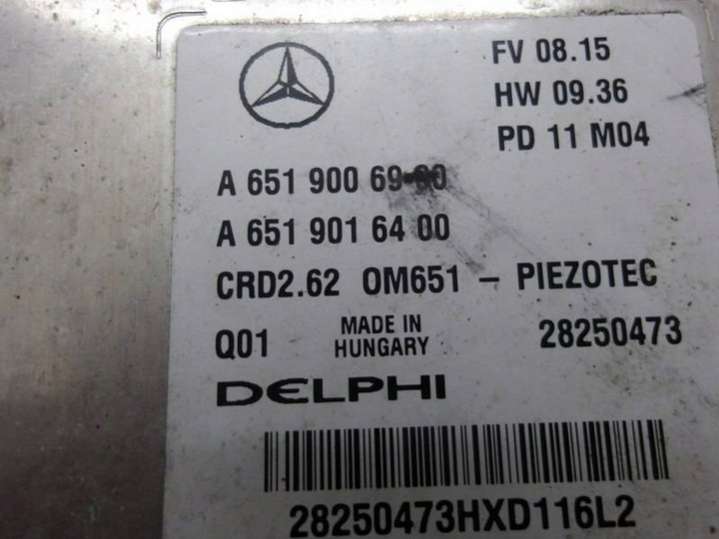 FV 08.15
HW 09.36
PD 11 M04
A 651 900 69
A 651 901 64 00
CRD2.62 OM651 – PIEZOTEC
Q01 MADE IN HUNGARY 28250473
DELPHI
28250473HXD116L2